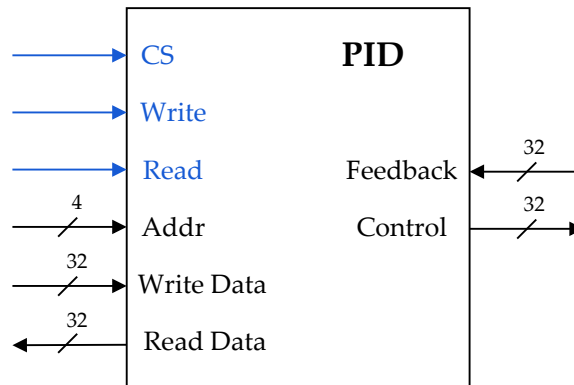 CS
PID
Write
Read
32
Feedback
4
Addr
32
Control
32
Write Data
32
Read Data